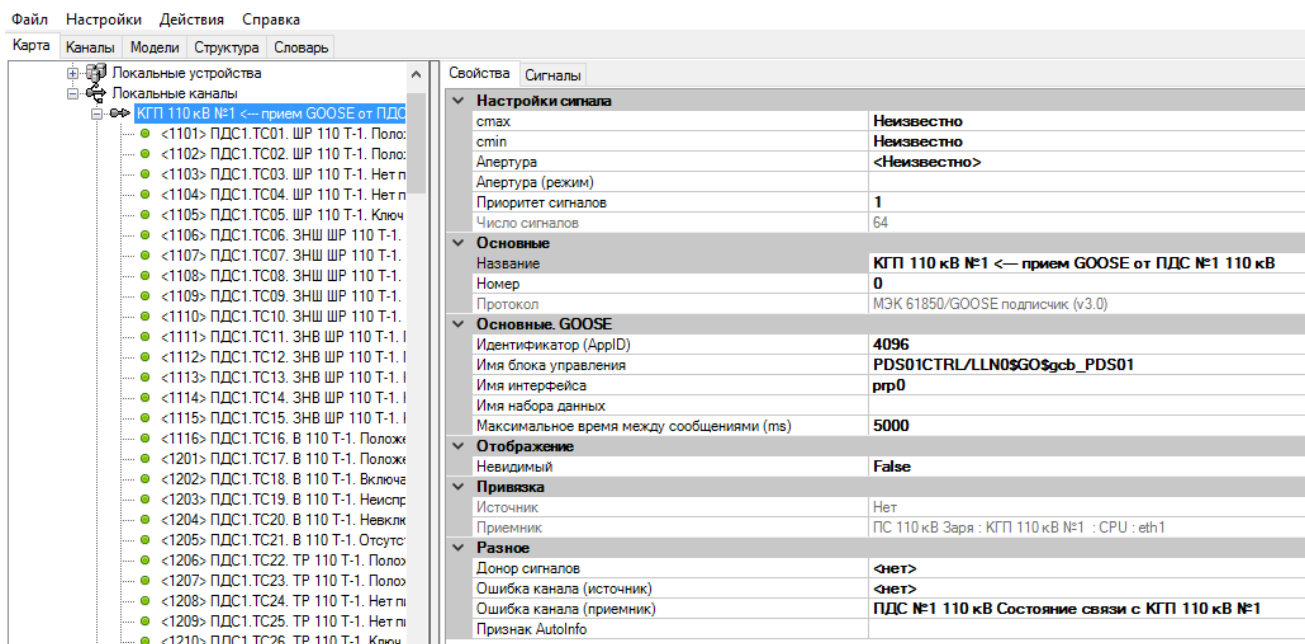 Файл Настройки Действия Справка
Карта Каналы Модели Структура Словарь
Локальные устройства
Локальные каналы
КГП 110 кВ №1 <--- прием GOOSE от ПДС
<1101> ПДС1.ТС01. ШР 110 Т-1. Полож
<1102> ПДС1.ТС02. ШР 110 Т-1. Полож
<1103> ПДС1.ТС03. ШР 110 Т-1. Нет п
<1104> ПДС1.ТС04. ШР 110 Т-1. Нет п
<1105> ПДС1.ТС05. ШР 110 Т-1. Ключ
<1106> ПДС1.ТС06. ЗНШ ШР 110 Т-1.
<1107> ПДС1.ТС07. ЗНШ ШР 110 Т-1.
<1108> ПДС1.ТС08. ЗНШ ШР 110 Т-1.
<1109> ПДС1.ТС09. ЗНШ ШР 110 Т-1.
<1110> ПДС1.ТС10. ЗНШ ШР 110 Т-1.
<1111> ПДС1.ТС11. ЗНВ ШР 110 Т-1.
<1112> ПДС1.ТС12. ЗНВ ШР 110 Т-1.
<1113> ПДС1.ТС13. ЗНВ ШР 110 Т-1.
<1114> ПДС1.ТС14. ЗНВ ШР 110 Т-1.
<1115> ПДС1.ТС15. ЗНВ ШР 110 Т-1.
<1116> ПДС1.ТС16. В 110 Т-1. Положе
<1201> ПДС1.ТС17. В 110 Т-1. Положе
<1202> ПДС1.ТС18. В 110 Т-1. Включа
<1203> ПДС1.ТС19. В 110 Т-1. Неиспр
<1204> ПДС1.ТС20. В 110 Т-1. Невклю
<1205> ПДС1.ТС21. В 110 Т-1. Отсутс
<1206> ПДС1.ТС22. ТР 110 Т-1. Полож
<1207> ПДС1.ТС23. ТР 110 Т-1. Полож
<1208> ПДС1.ТС24. ТР 110 Т-1. Нет п
<1209> ПДС1.ТС25. ТР 110 Т-1. Нет п
<1210> ПДС1.ТС26. ТР 110 Т-1. Ключ
Свойства Сигналы
Настройки сигнала
cmax Неизвестно
cmin Неизвестно
Апертура <Неизвестно>
Апертура (режим)
Приоритет сигналов 1
Число сигналов 64
Основные
Название КГП 110 кВ №1 <--- прием GOOSE от ПДС №1 110 кВ
Номер 0
Протокол МЭК 61850/GOOSE подписчик (v3.0)
Основные. GOOSE
Идентификатор (AppID) 4096
Имя блока управления PDS01CTRL/LLN0$GO$gcb_PDS01
Имя интерфейса prp0
Имя набора данных
Максимальное время между сообщениями (ms) 5000
Отображение
Невидимый False
Привязка
Источник Нет
Приемник ПС 110 кВ Заря : КГП 110 кВ №1 : CPU : eth1
Разное
Донор сигналов <нет>
Ошибка канала (источник) <нет>
Ошибка канала (приемник) ПДС №1 110 кВ Состояние связи с КГП 110 кВ №1
Признак AutoInfo